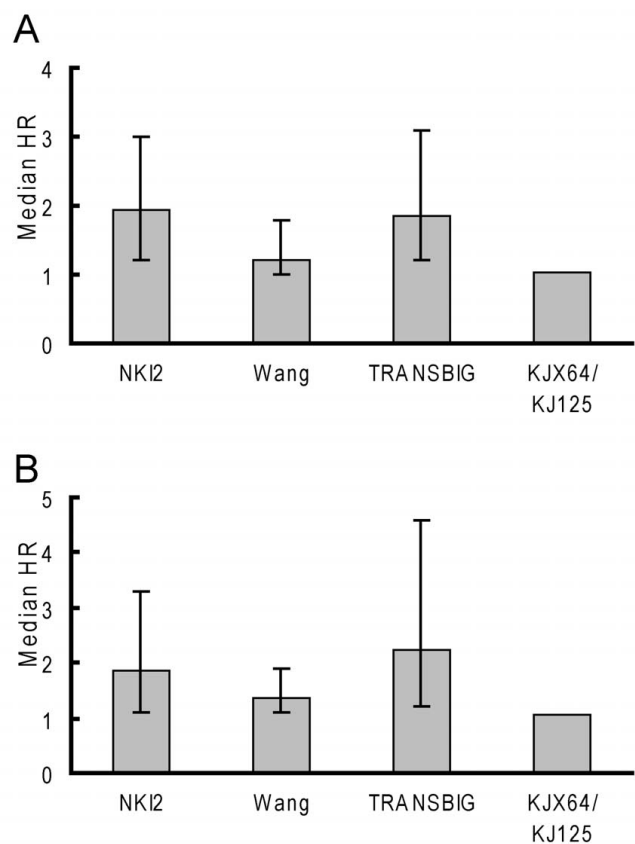 A
4
3
2
1
0
Median HR
NKI2
Wang
TRANSBIG
KJX64/
KJ125
B
5
4
3
2
1
0
Median HR
NKI2
Wang
TRANSBIG
KJX64/
KJ125